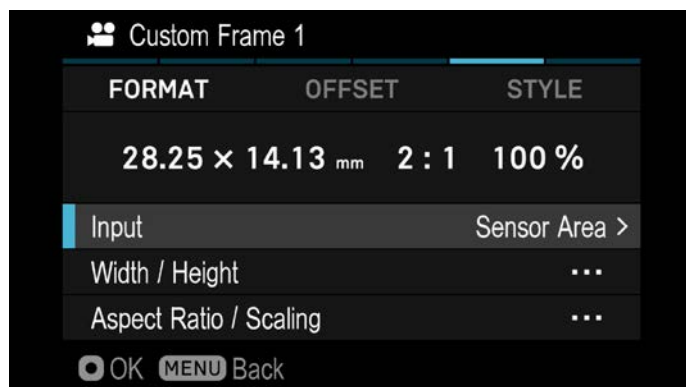 Custom Frame 1
FORMAT OFFSET STYLE
28.25 × 14.13 mm 2 : 1 100 %
Input Sensor Area >
Width / Height ...
Aspect Ratio / Scaling ...
OK MENU Back